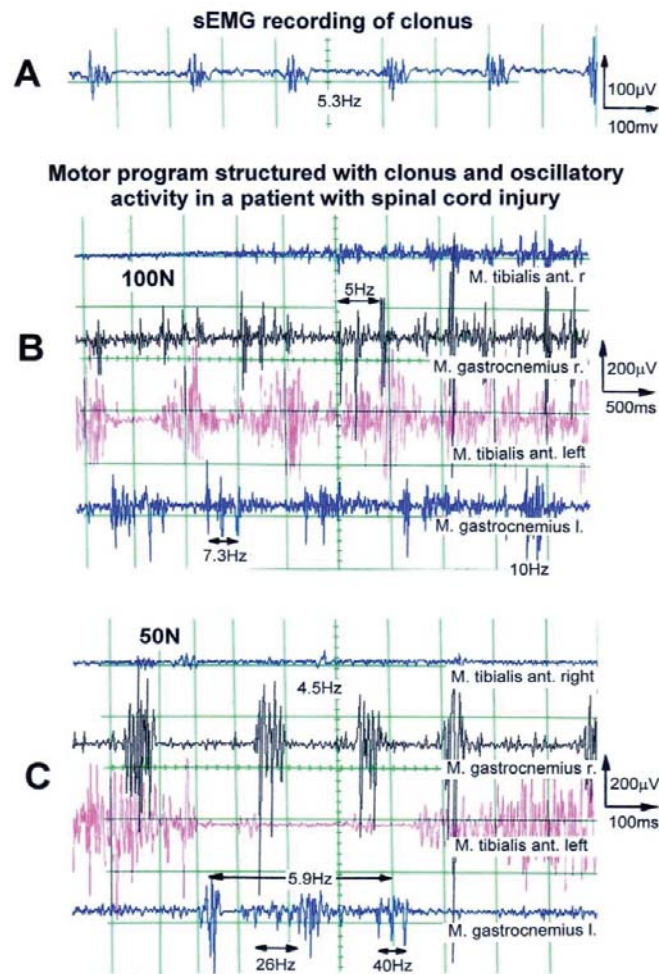 sEMG recording of clonus
A
5.3Hz
100µV
100mv
Motor program structured with clonus and oscillatory
activity in a patient with spinal cord injury
M. tibialis ant. r
100N
5Hz
B
M. gastrocnemius r.
200µV
500ms
M. tibialis ant. left
M. gastrocnemius l.
7.3Hz
10Hz
50N
M. tibialis ant. right
4.5Hz
M. gastrocnemius r.
C
200µV
100ms
M. tibialis ant. left
5.9Hz
M. gastrocnemius l.
26Hz
40Hz